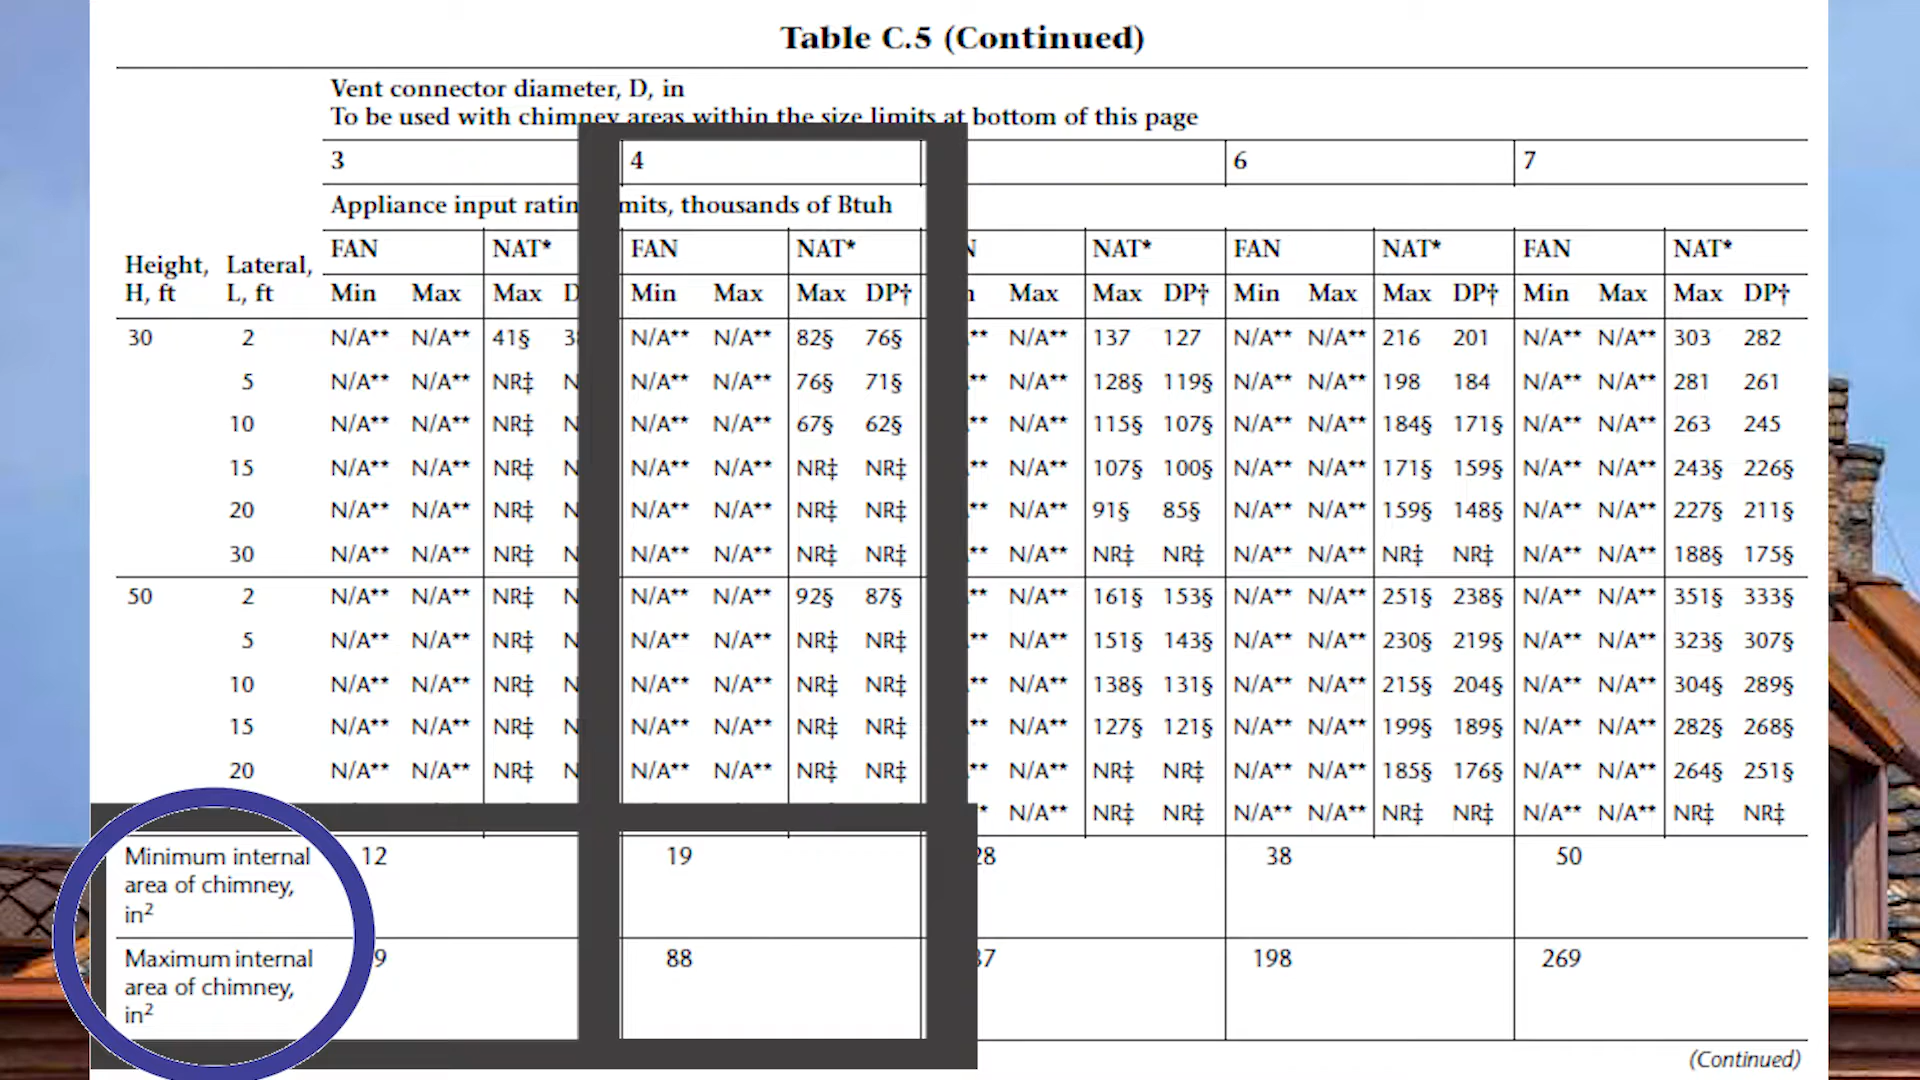 Table C.5 (Continued)
Vent connector diameter, D, in
To be used with chimney areas within the size limits at bottom of this page
3 4 6 7
Appliance input mits, thousands of Btuh
FAN NAT* FAN NAT* NAT* FAN NAT* FAN NAT*
Height, H, ft Lateral, L, ft Min Max Max Min Max Max DP† Max Max DP† Min Max Max DP† Min Max Max DP†
30 2 N/A** N/A** 41§ N/A** N/A** 82§ 76§ ** N/A** 137 127 N/A** N/A** 216 201 N/A** N/A** 303 282
5 N/A** N/A** NR‡ N N/A** N/A** 76§ 71§ ** N/A** 128§ 119§ N/A** N/A** 198 184 N/A** N/A** 281 261
10 N/A** N/A** NR‡ N N/A** N/A** 67§ 62§ ** N/A** 115§ 107§ N/A** N/A** 184§ 171§ N/A** N/A** 263 245
15 N/A** N/A** NR‡ N N/A** N/A** NR‡ NR‡ ** N/A** 107§ 100§ N/A** N/A** 171§ 159§ N/A** N/A** 243§ 226§
20 N/A** N/A** NR‡ N N/A** N/A** NR‡ NR‡ ** N/A** 91§ 85§ N/A** N/A** 159§ 148§ N/A** N/A** 227§ 211§
30 N/A** N/A** NR‡ N N/A** N/A** NR‡ NR‡ ** N/A** NR‡ NR‡ N/A** N/A** NR‡ NR‡ N/A** N/A** 188§ 175§
50 2 N/A** N/A** NR‡ N N/A** N/A** 92§ 87§ ** N/A** 161§ 153§ N/A** N/A** 251§ 238§ N/A** N/A** 351§ 333§
5 N/A** N/A** NR‡ N N/A** N/A** NR‡ NR‡ ** N/A** 151§ 143§ N/A** N/A** 230§ 219§ N/A** N/A** 323§ 307§
10 N/A** N/A** NR‡ N N/A** N/A** NR‡ NR‡ ** N/A** 138§ 131§ N/A** N/A** 215§ 204§ N/A** N/A** 304§ 289§
15 N/A** N/A** NR‡ N N/A** N/A** NR‡ NR‡ ** N/A** 127§ 121§ N/A** N/A** 199§ 189§ N/A** N/A** 282§ 268§
20 N/A** N/A** NR‡ N N/A** N/A** NR‡ NR‡ ** N/A** NR‡ NR‡ N/A** N/A** 185§ 176§ N/A** N/A** 264§ 251§
** N/A** NR‡ NR‡ N/A** N/A** NR‡ NR‡ N/A** N/A** NR‡ NR‡
Minimum internal 12 19 28 38 50
area of chimney,
in²
Maximum internal 9 88 37 198 269
area of chimney,
in²
(Continued)